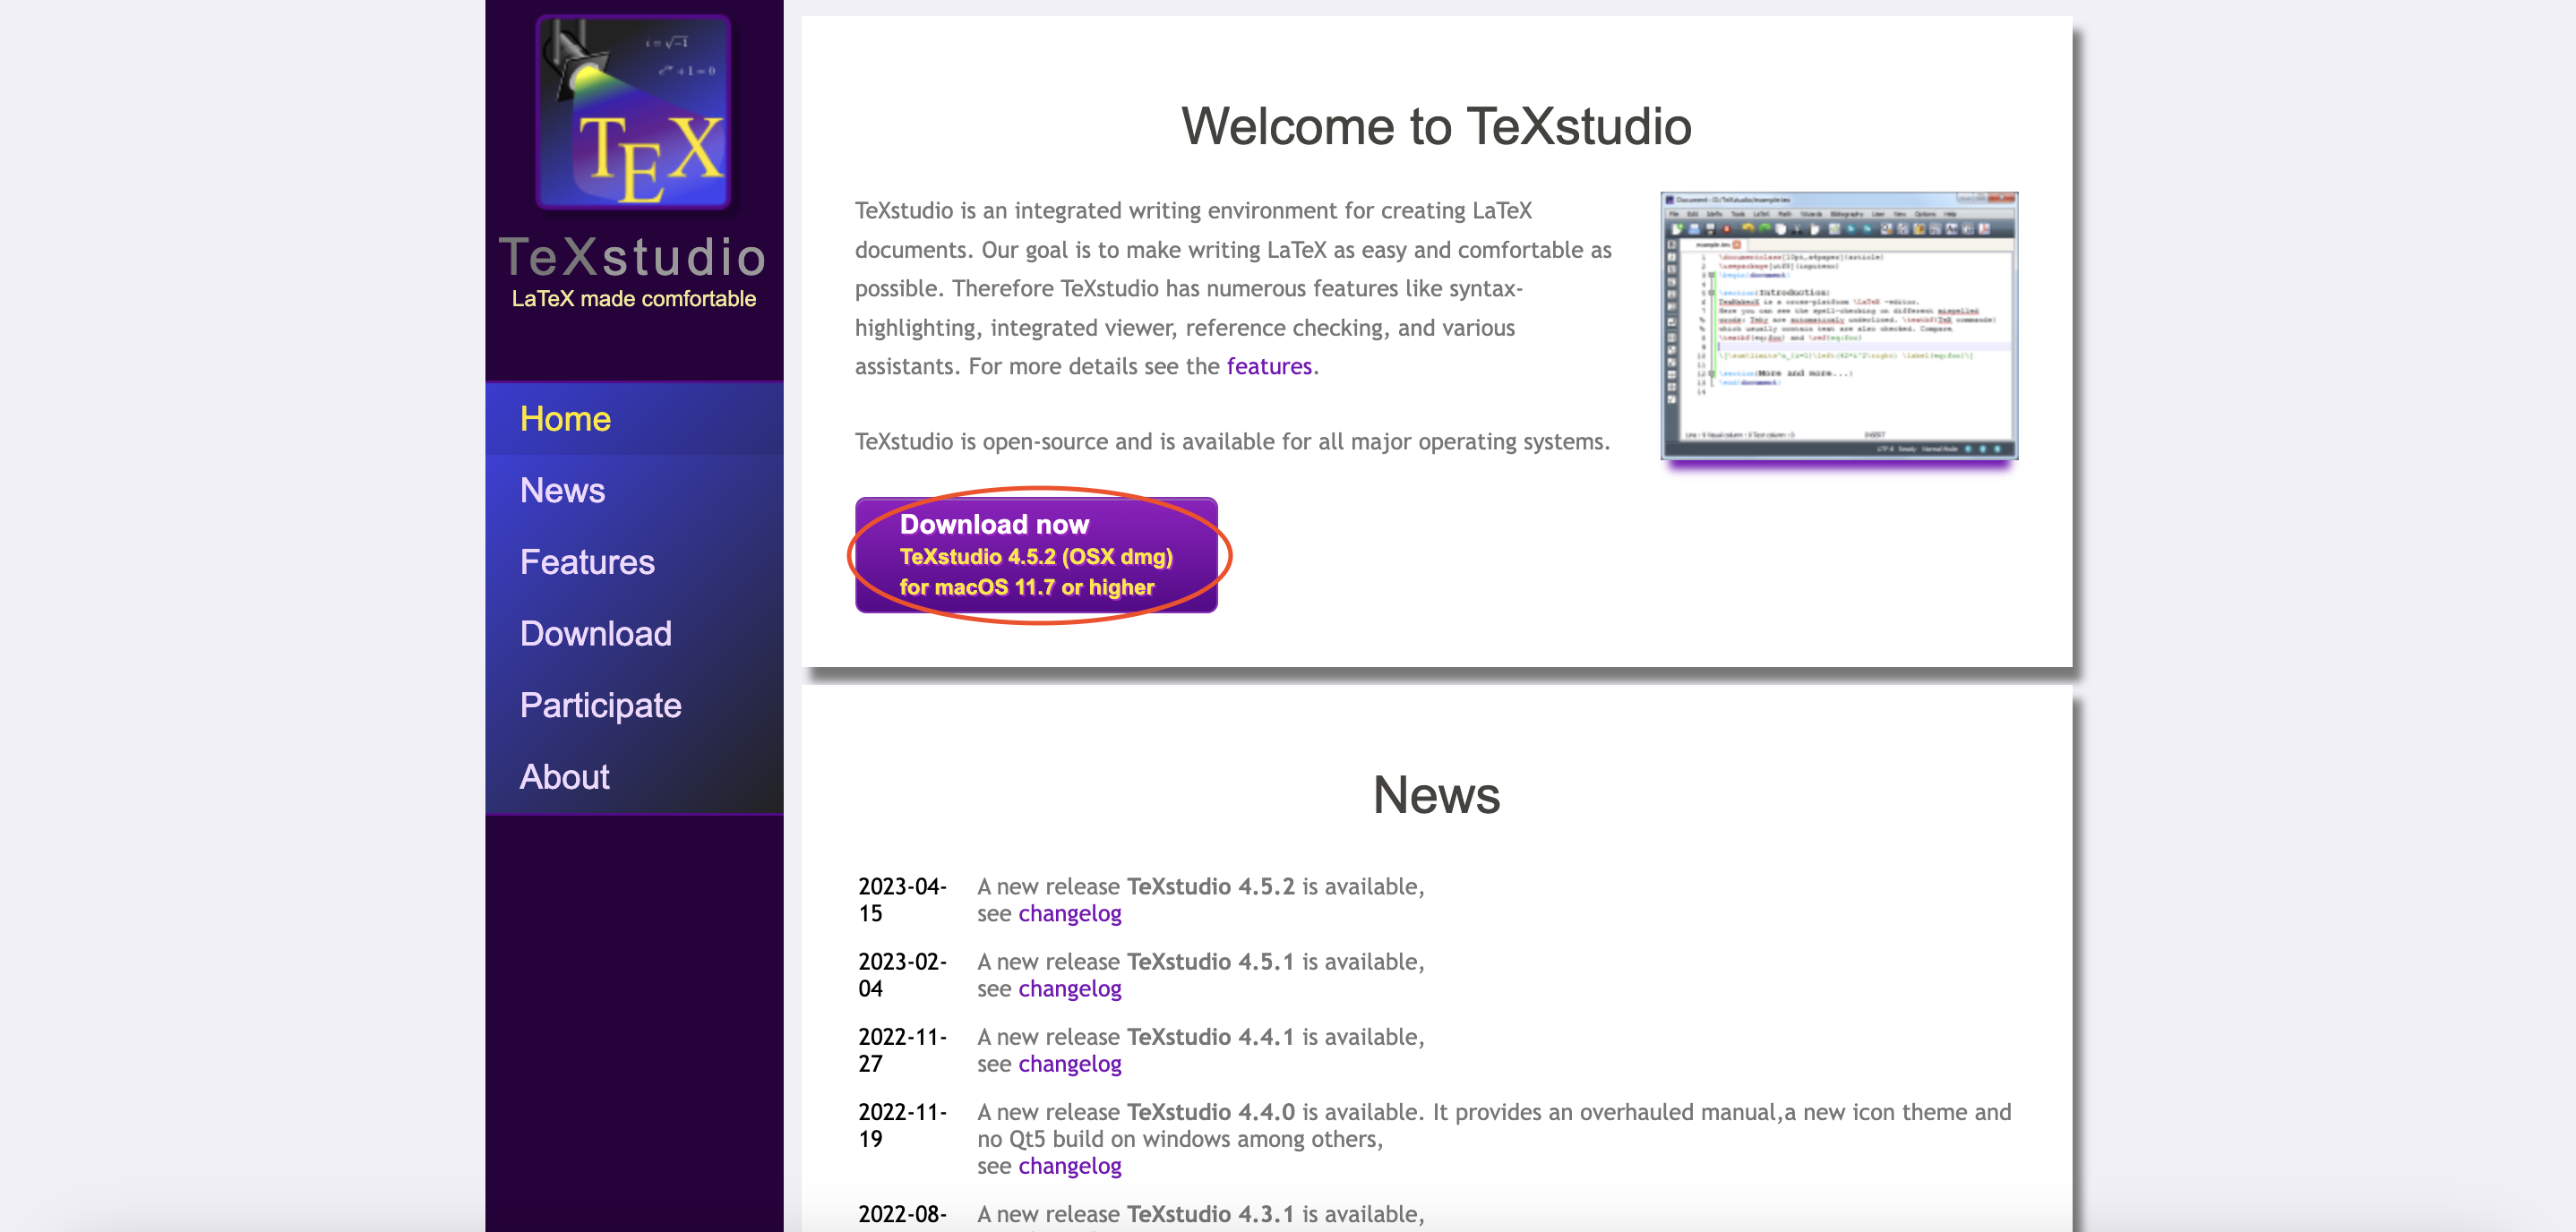 i = √-1
e^iπ + 1 = 0
TEX
TeXstudio
LaTeX made comfortable
Home
News
Features
Download
Participate
About
Welcome to TeXstudio
TeXstudio is an integrated writing environment for creating LaTeX
documents. Our goal is to make writing LaTeX as easy and comfortable as
possible. Therefore TeXstudio has numerous features like syntax-
highlighting, integrated viewer, reference checking, and various
assistants. For more details see the features.
TeXstudio is open-source and is available for all major operating systems.
Download now
TeXstudio 4.5.2 (OSX dmg)
for macOS 11.7 or higher
News
2023-04-
15
A new release TeXstudio 4.5.2 is available,
see changelog
2023-02-
04
A new release TeXstudio 4.5.1 is available,
see changelog
2022-11-
27
A new release TeXstudio 4.4.1 is available,
see changelog
2022-11-
19
A new release TeXstudio 4.4.0 is available. It provides an overhauled manual,a new icon theme and
no Qt5 build on windows among others,
see changelog
2022-08-
A new release TeXstudio 4.3.1 is available,